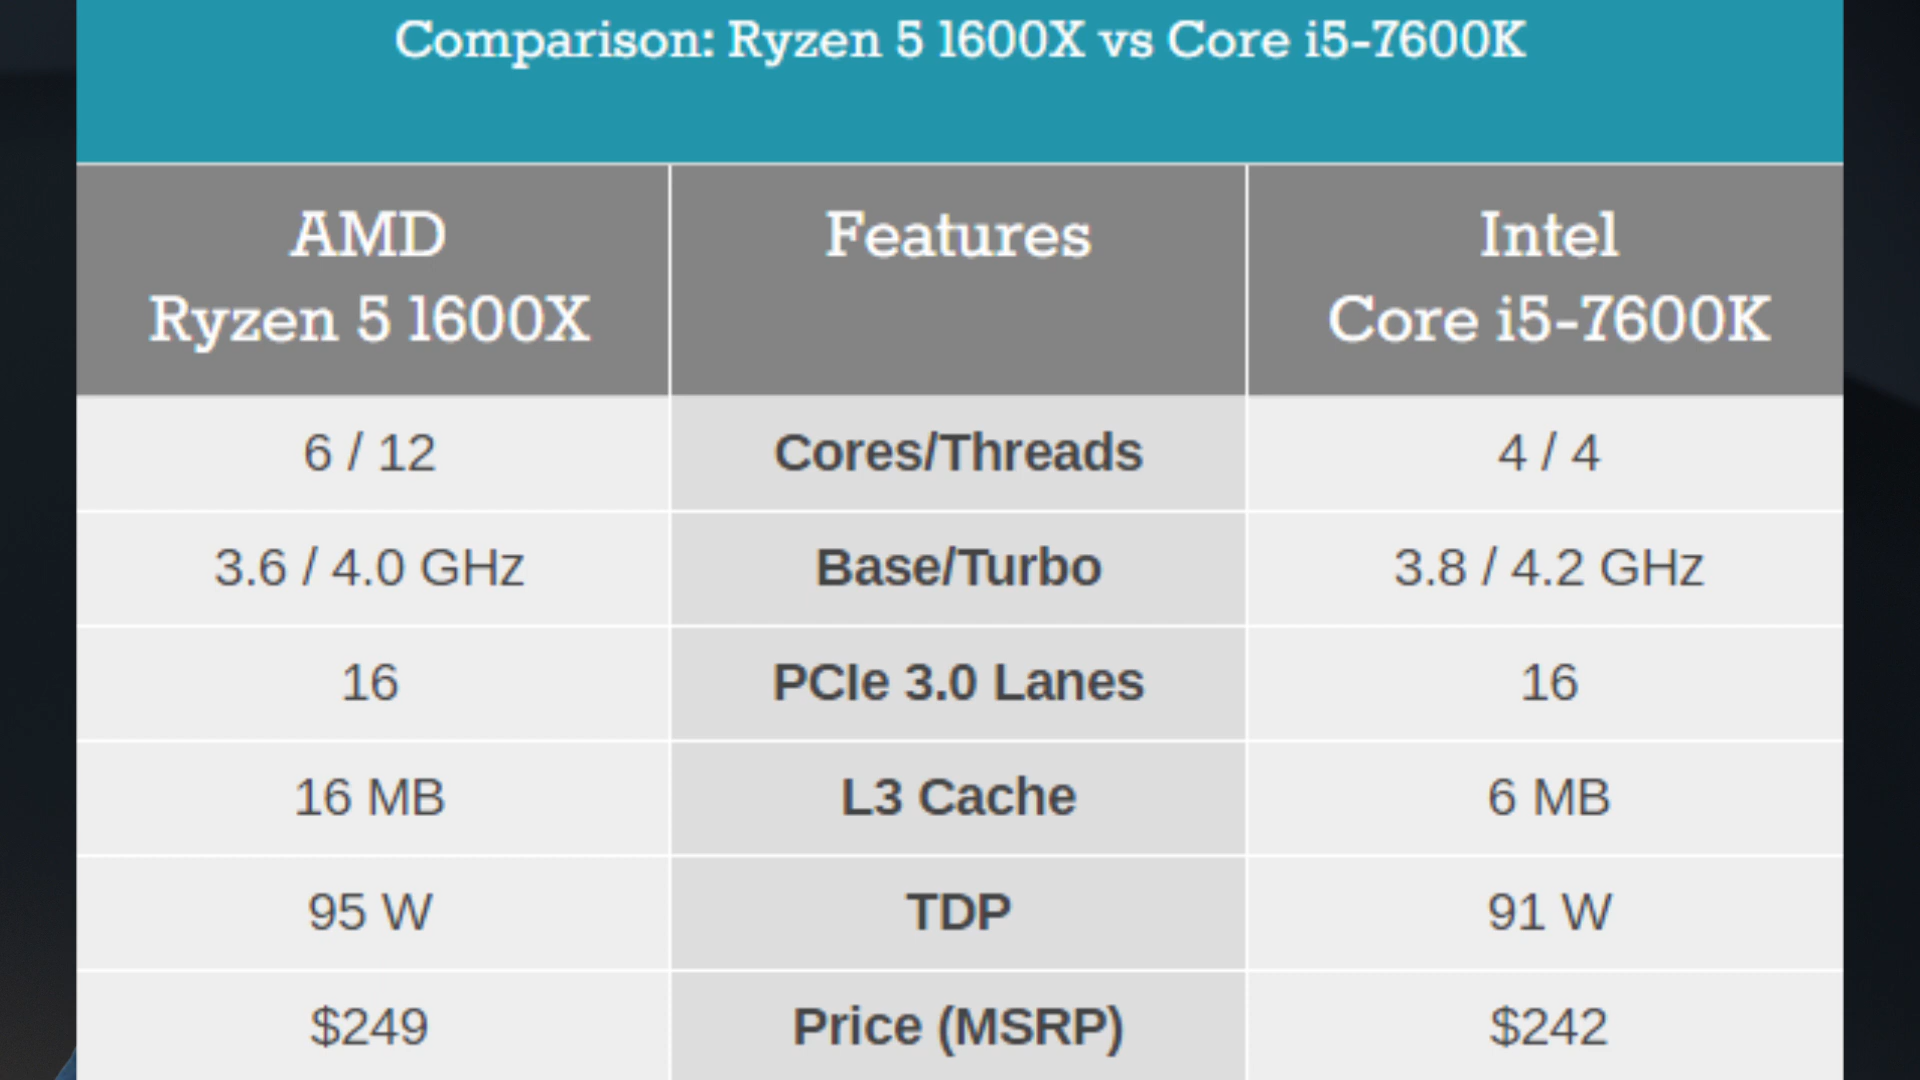 Comparison: Ryzen 5 1600X vs Core i5-7600K
AMD
Ryzen 5 1600X
Features
Intel
Core i5-7600K
6 / 12
Cores/Threads
4 / 4
3.6 / 4.0 GHz
Base/Turbo
3.8 / 4.2 GHz
16
PCIe 3.0 Lanes
16
16 MB
L3 Cache
6 MB
95 W
TDP
91 W
$249
Price (MSRP)
$242